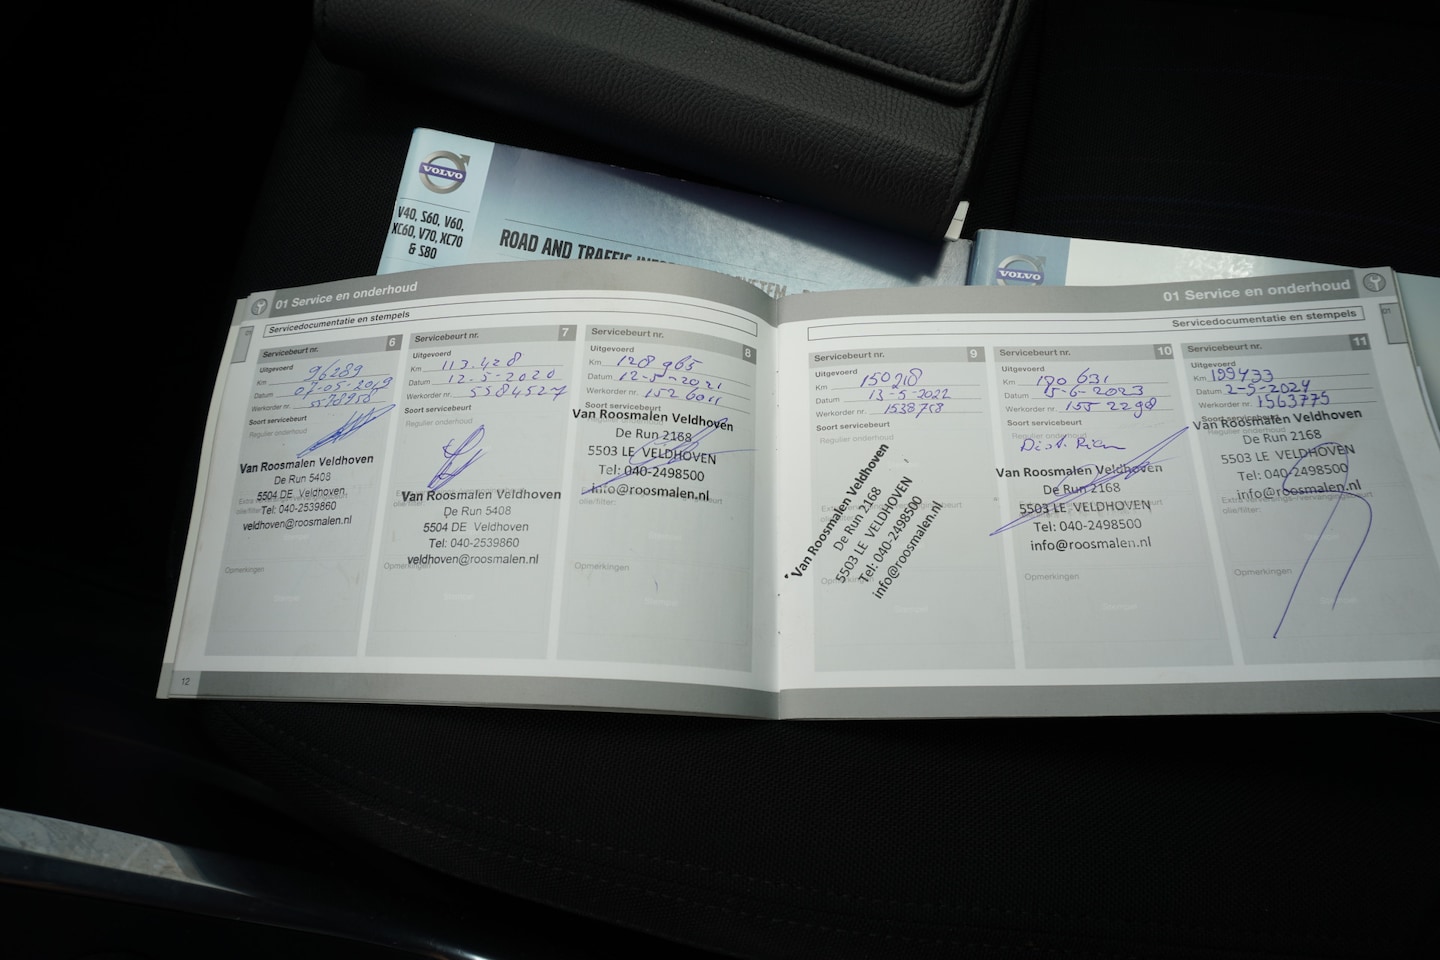 VOLVO
V40, S60, V60,
XC60, V70, XC70
& S80
ROAD AND TRAFFIC
VOLVO
01 Service en onderhoud
Servicedocumentatie en stempels
Servicebeurt nr. 6
Uitgevoerd
Km 96289
Datum 07-05-2019
Werkorder nr. 5578958
Soort servicebeurt
Regulier onderhoud
Van Roosmalen Veldhoven
De Run 5408
5504 DE Veldhoven
Tel: 040-2539860
veldhoven@roosmalen.nl
Opmerkingen
Servicebeurt nr. 7
Uitgevoerd
Km 113.428
Datum 12-5-2020
Werkorder nr. 5584527
Soort servicebeurt
Van Roosmalen Veldhoven
De Run 5408
5504 DE Veldhoven
Tel: 040-2539860
veldhoven@roosmalen.nl
Opmerkingen
Servicebeurt nr. 8
Uitgevoerd
Km 128965
Datum 12-5-2021
Werkorder nr. 1526011
Van Roosmalen Veldhoven
De Run 2168
5503 LE VELDHOVEN
Tel: 040-2498500
info@roosmalen.nl
Opmerkingen
12
01 Service en onderhoud
Servicedocumentatie en stempels
01
Servicebeurt nr. 9
Uitgevoerd
Km 150218
Datum 13-5-2022
Werkorder nr. 1538758
Soort servicebeurt
Regulier onderhoud
Van Roosmalen Veldhoven
De Run 2168
5503 LE VELDHOVEN
Tel: 040-2498500
info@roosmalen.nl
Servicebeurt nr. 10
Uitgevoerd
Km 180631
Datum 15-6-2023
Werkorder nr. 1552298
Soort servicebeurt
Dist. Riem
Van Roosmalen Veldhoven
De Run 2168
5503 LE VELDHOVEN
Tel: 040-2498500
info@roosmalen.nl
Opmerkingen
Servicebeurt nr. 11
Uitgevoerd
Km 199433
Datum 2-5-2024
Werkorder nr. 1563775
Van Roosmalen Veldhoven
De Run 2168
5503 LE VELDHOVEN
Tel: 040-2498500
info@roosmalen.nl
olie/filter:
Opmerkingen